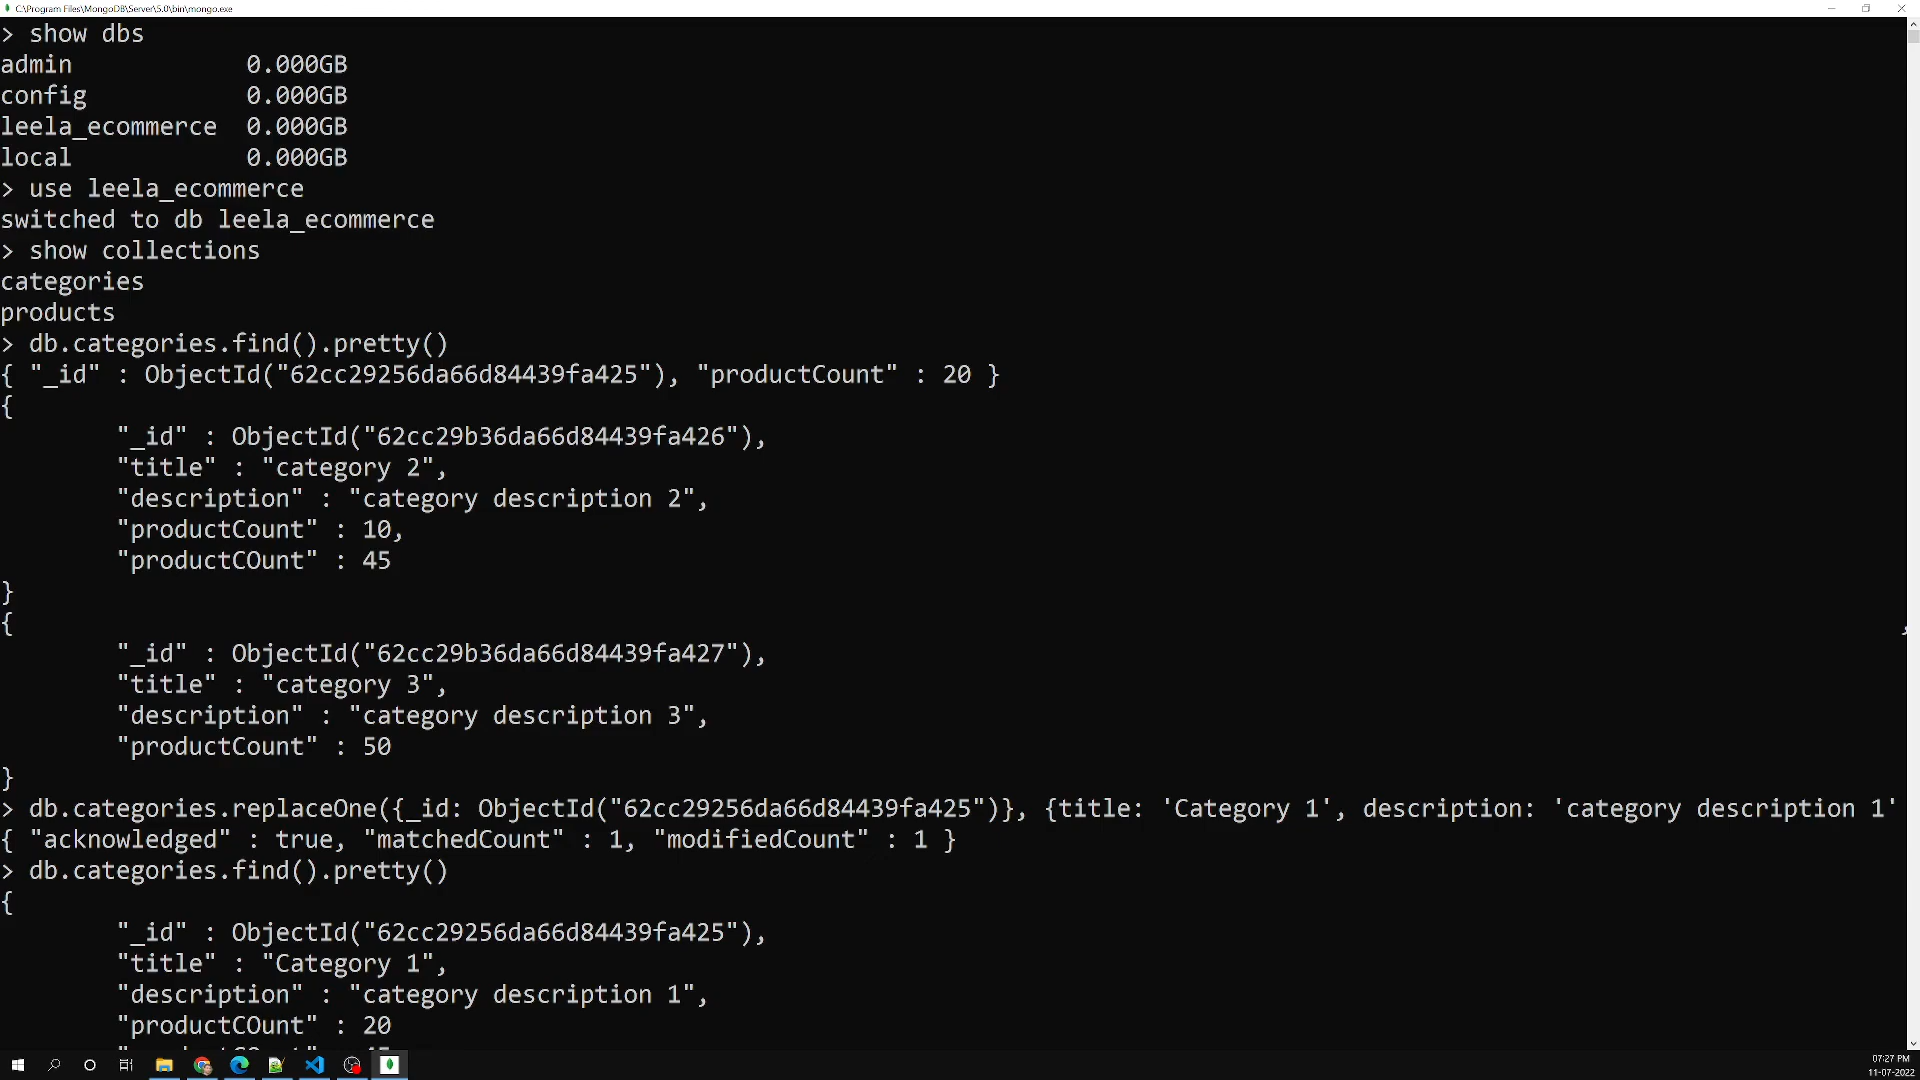 C:\Program Files\MongoDB\Server\5.0\bin\mongo.exe
> show dbs
admin 0.000GB
config 0.000GB
leela_ecommerce 0.000GB
local 0.000GB
> use leela_ecommerce
switched to db leela_ecommerce
> show collections
categories
products
> db.categories.find().pretty()
{ "_id" : ObjectId("62cc29256da66d84439fa425"), "productCount" : 20 }
{
"_id" : ObjectId("62cc29b36da66d84439fa426"),
"title" : "category 2",
"description" : "category description 2",
"productCount" : 10,
"productCOunt" : 45
}
{
"_id" : ObjectId("62cc29b36da66d84439fa427"),
"title" : "category 3",
"description" : "category description 3",
"productCount" : 50
}
> db.categories.replaceOne({_id: ObjectId("62cc29256da66d84439fa425")}, {title: 'Category 1', description: 'category description 1'
{ "acknowledged" : true, "matchedCount" : 1, "modifiedCount" : 1 }
> db.categories.find().pretty()
{
"_id" : ObjectId("62cc29256da66d84439fa425"),
"title" : "Category 1",
"description" : "category description 1",
"productCOunt" : 20
07:27 PM
11-07-2022